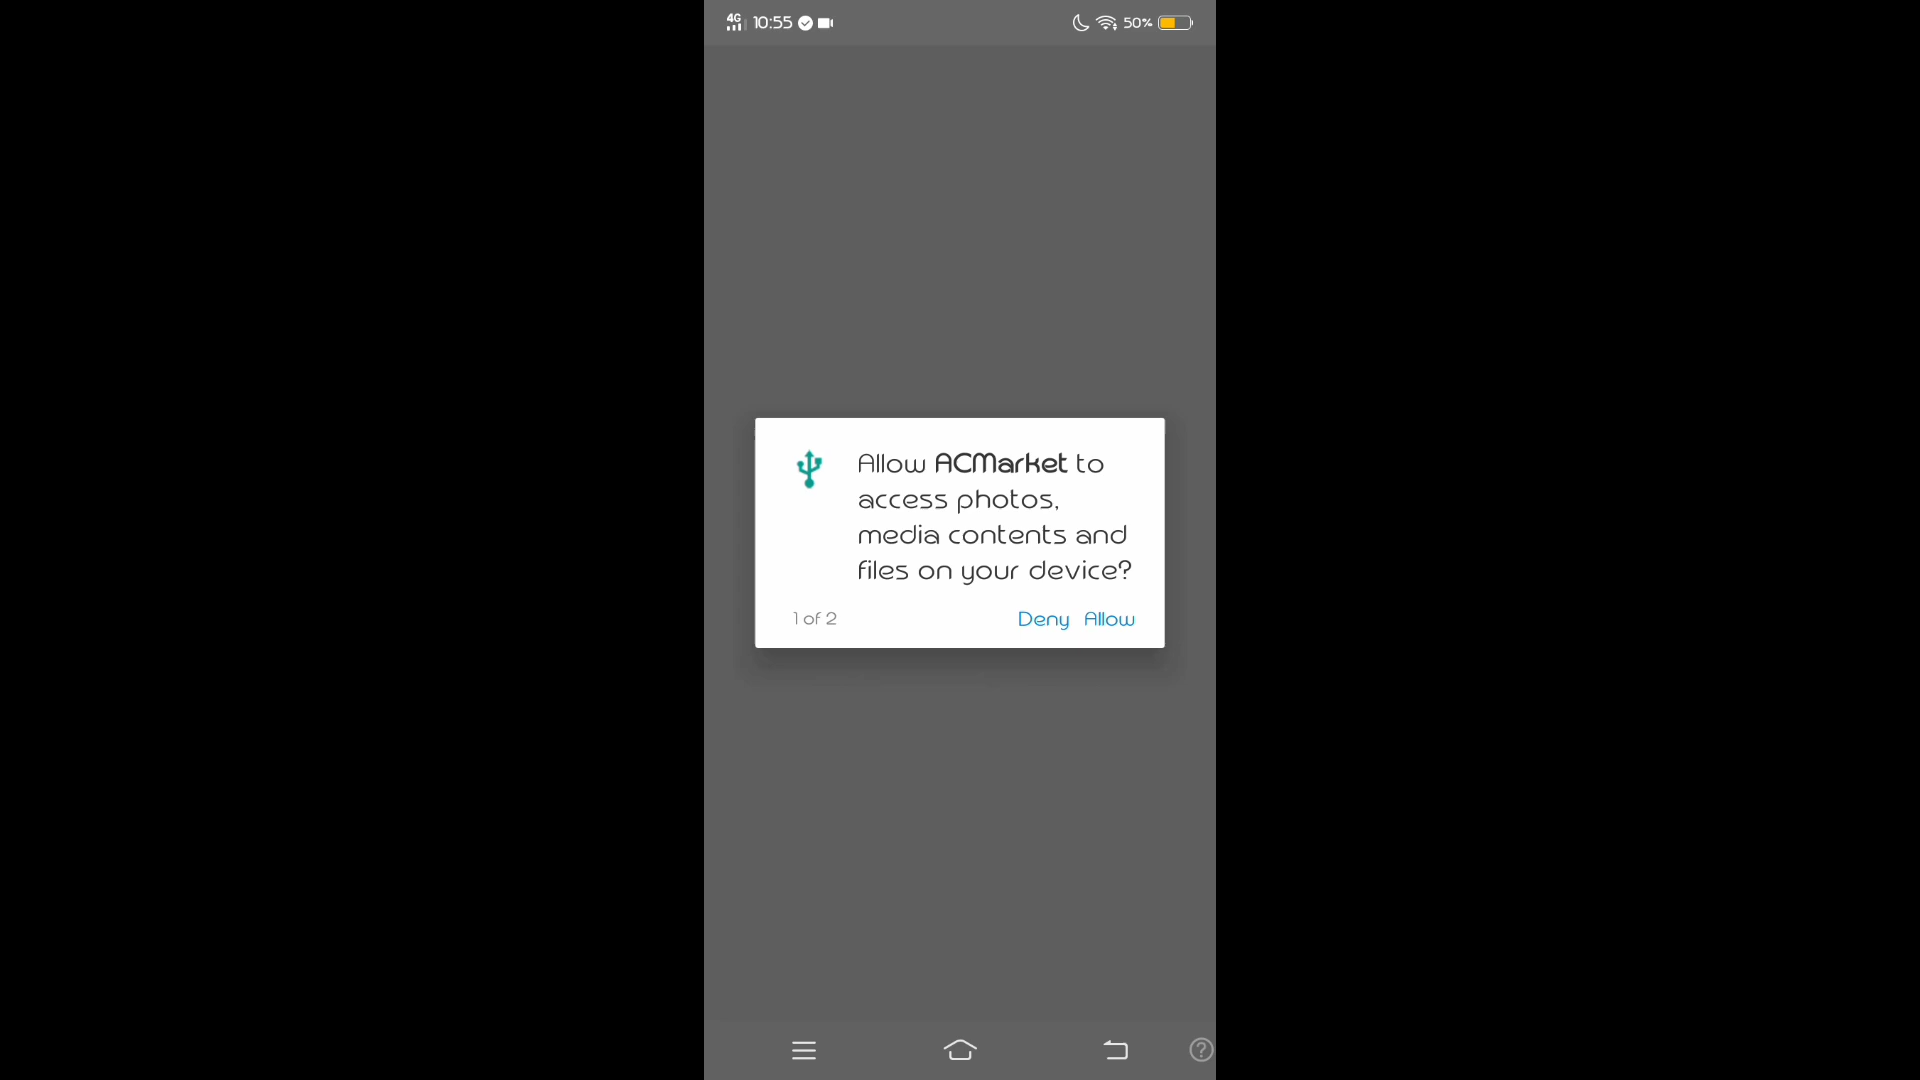 4G 10:55 50%
Allow ACMarket to
access photos,
media contents and
files on your device?
1 of 2 Deny Allow
?